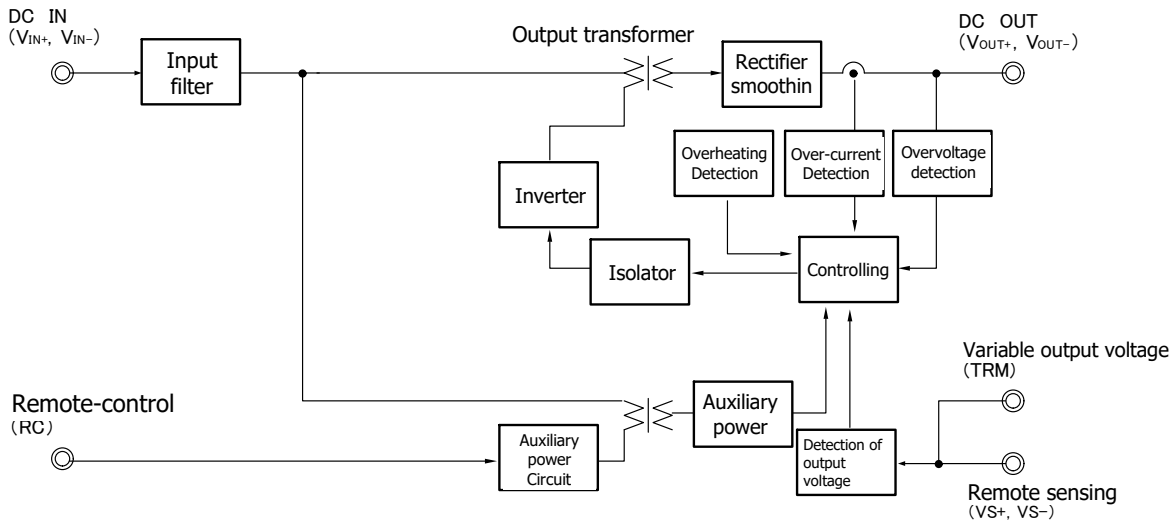 DC IN
(VIN+, VIN−)
Input
filter
Output transformer
Rectifier
smoothin
DC OUT
(VOUT+, VOUT−)
Overheating
Detection
Over-current
Detection
Overvoltage
detection
Inverter
Isolator
Controlling
Variable output voltage
(TRM)
Remote-control
(RC)
Auxiliary
power
Auxiliary
power
Circuit
Detection of
output
voltage
Remote sensing
(VS+, VS−)